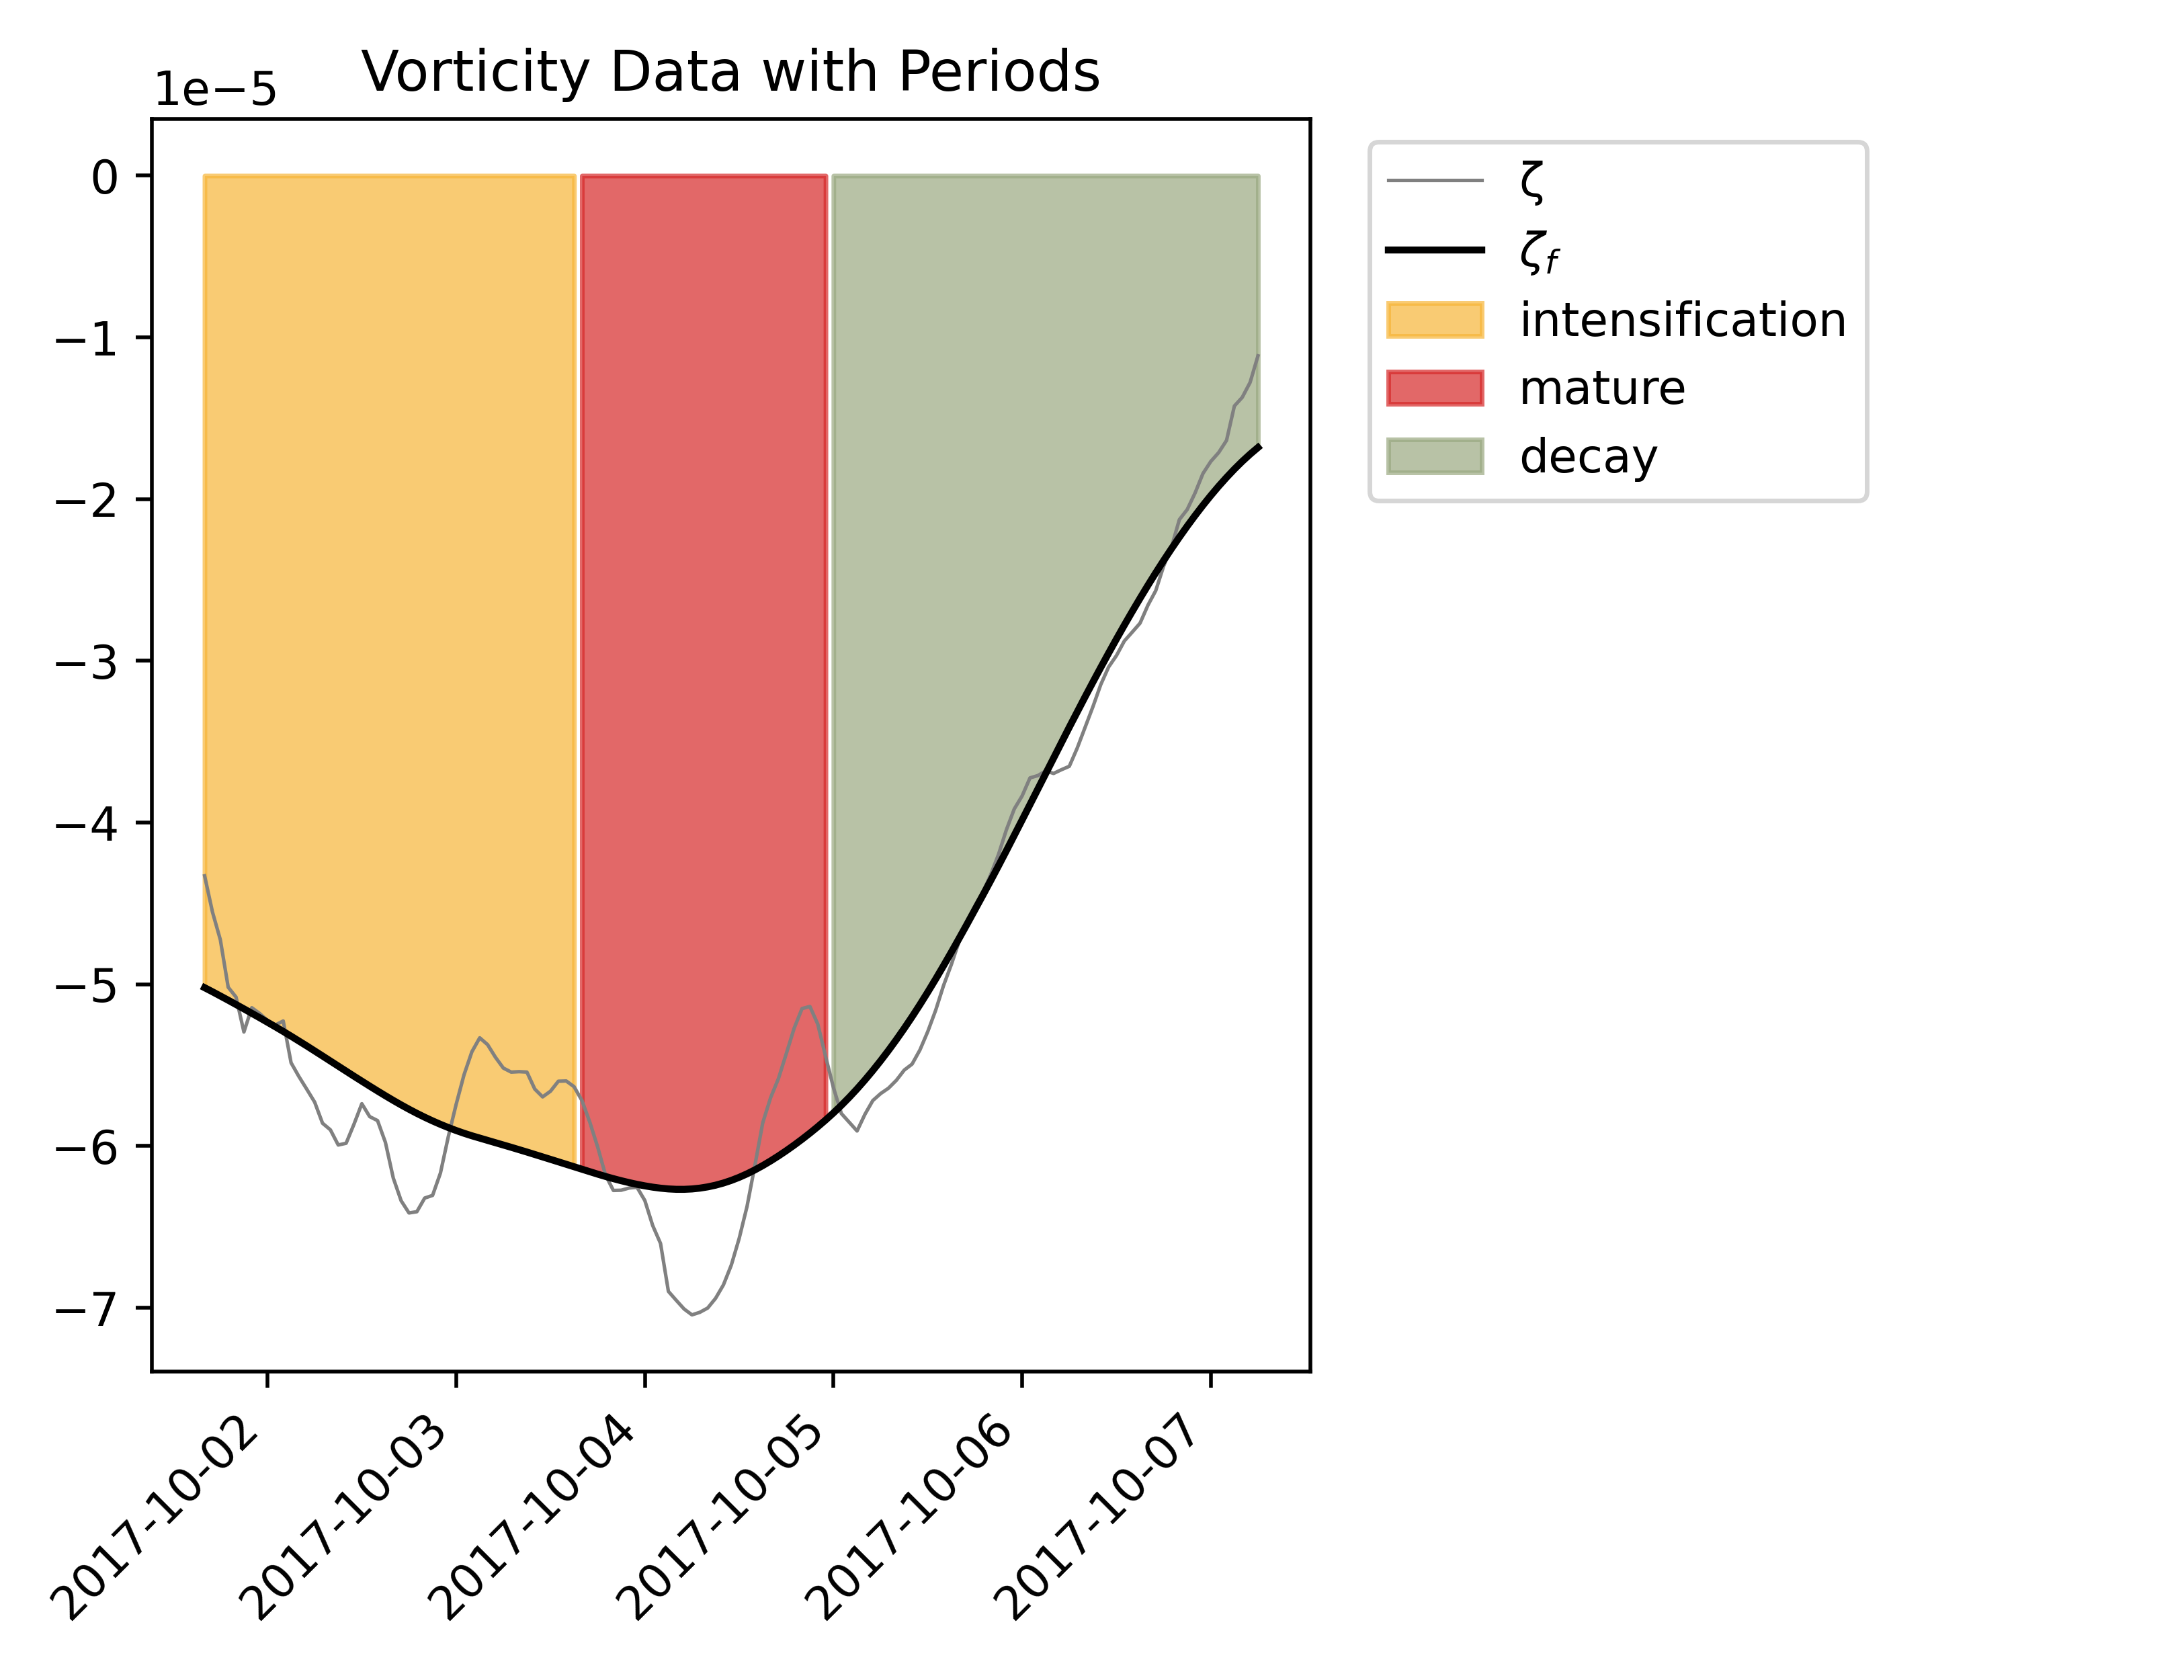 Vorticity Data with Periods
1e−5
0
−1
−2
−3
−4
−5
−6
−7
2017-10-02
2017-10-03
2017-10-04
2017-10-05
2017-10-06
2017-10-07
ζ
ζf
intensification
mature
decay